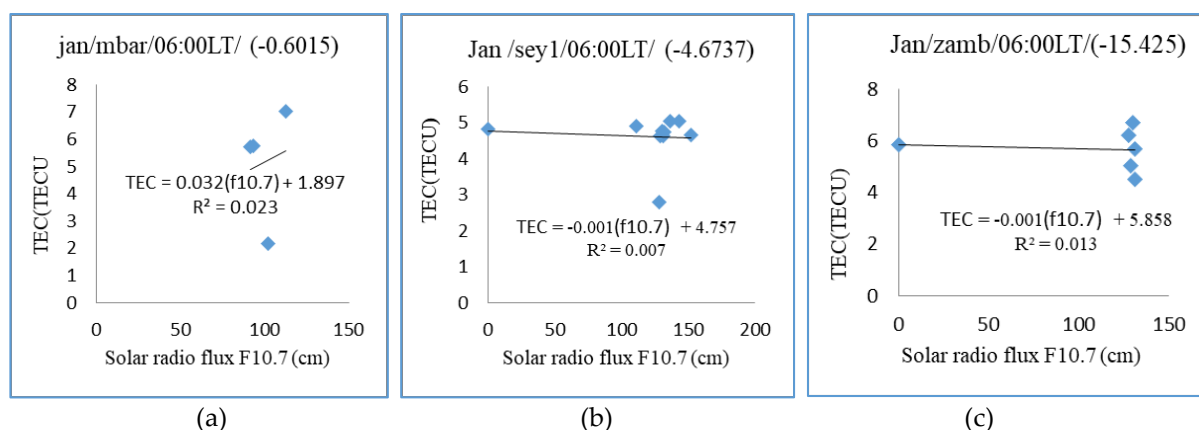 jan/mbar/06:00LT/ (-0.6015)
8
7
6
5
4
3
2
1
0
TEC(TECU
TEC = 0.032(f10.7) + 1.897
R² = 0.023
0 50 100 150
Solar radio flux F10.7 (cm)
(a)
Jan /sey1/06:00LT/ (-4.6737)
6
5
4
3
2
1
0
TEC(TECU)
TEC = -0.001(f10.7) + 4.757
R² = 0.007
0 50 100 150 200
Solar radio flux F10.7 (cm)
(b)
Jan/zamb/06:00LT/(-15.425)
8
6
4
2
0
TEC(TECU)
TEC = -0.001(f10.7) + 5.858
R² = 0.013
0 50 100 150
Solar radio flux F10.7 (cm)
(c)